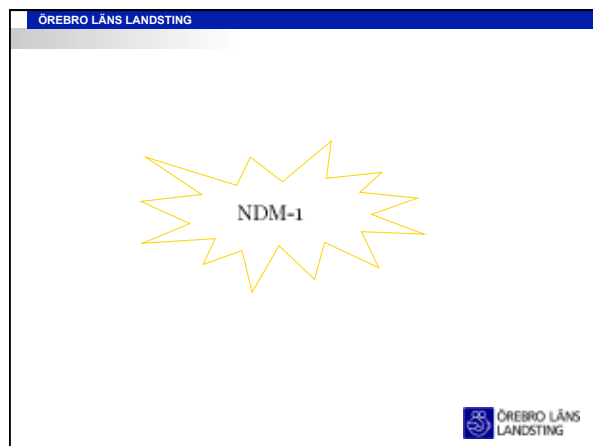 ÖREBRO LÄNS LANDSTING
NDM-1
ÖREBRO LÄNS
LANDSTING